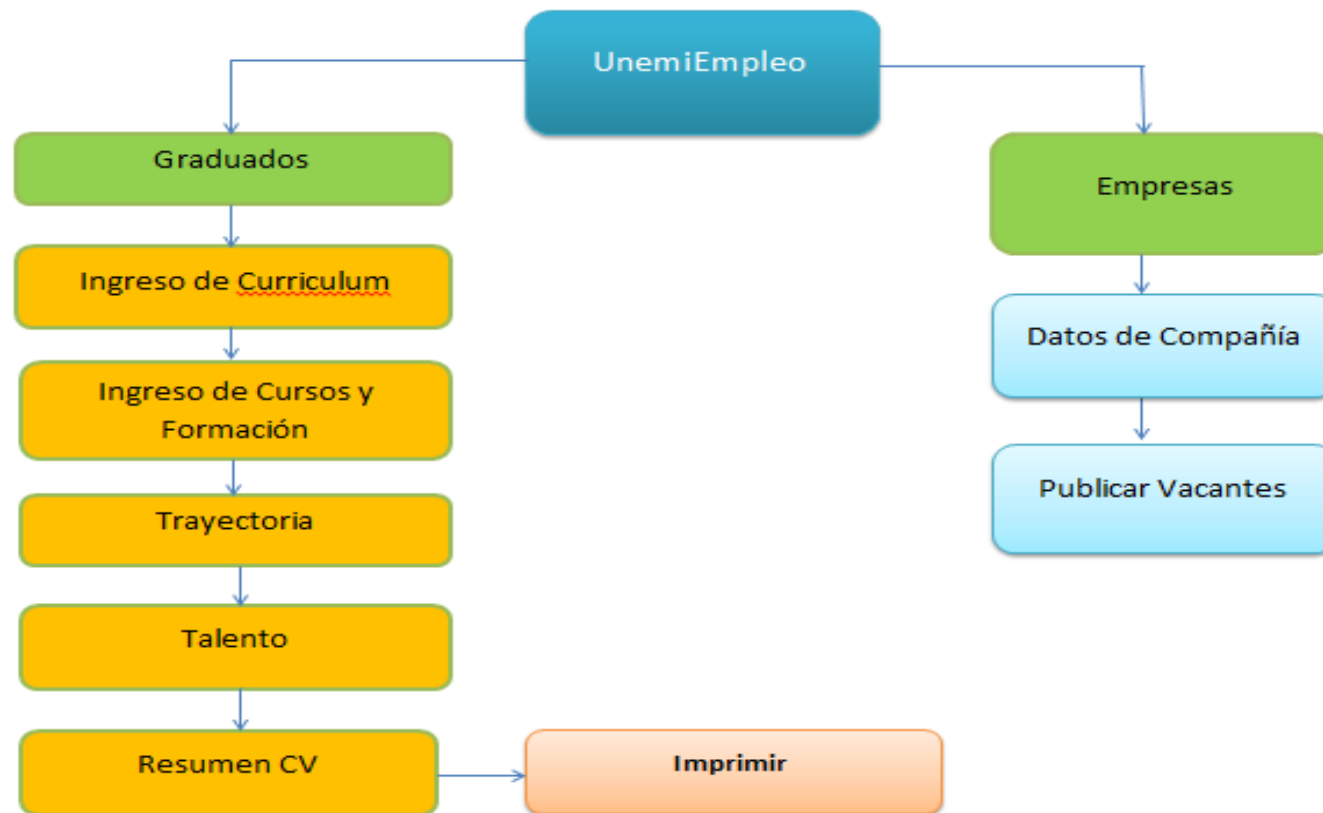 UnemiEmpleo
Graduados
Ingreso de Curriculum
Ingreso de Cursos y
Formación
Trayectoria
Talento
Resumen CV
Imprimir
Empresas
Datos de Compañía
Publicar Vacantes